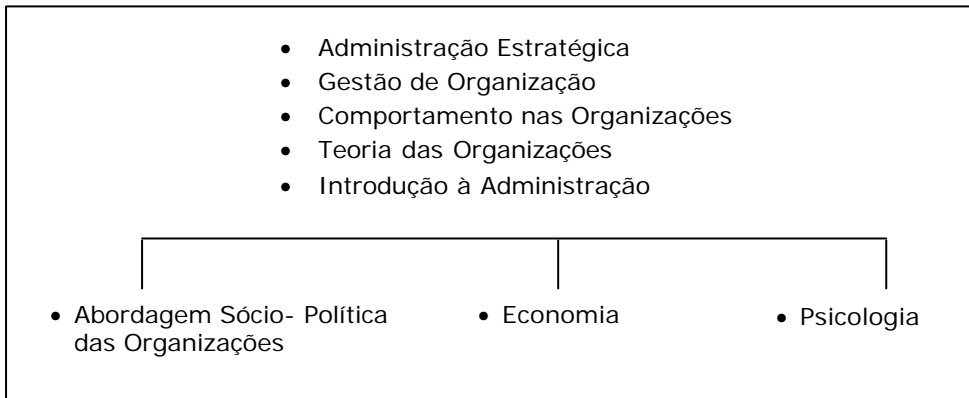 • Administração Estratégica
• Gestão de Organização
• Comportamento nas Organizações
• Teoria das Organizações
• Introdução à Administração
• Abordagem Sócio- Política
das Organizações
• Economia
• Psicologia